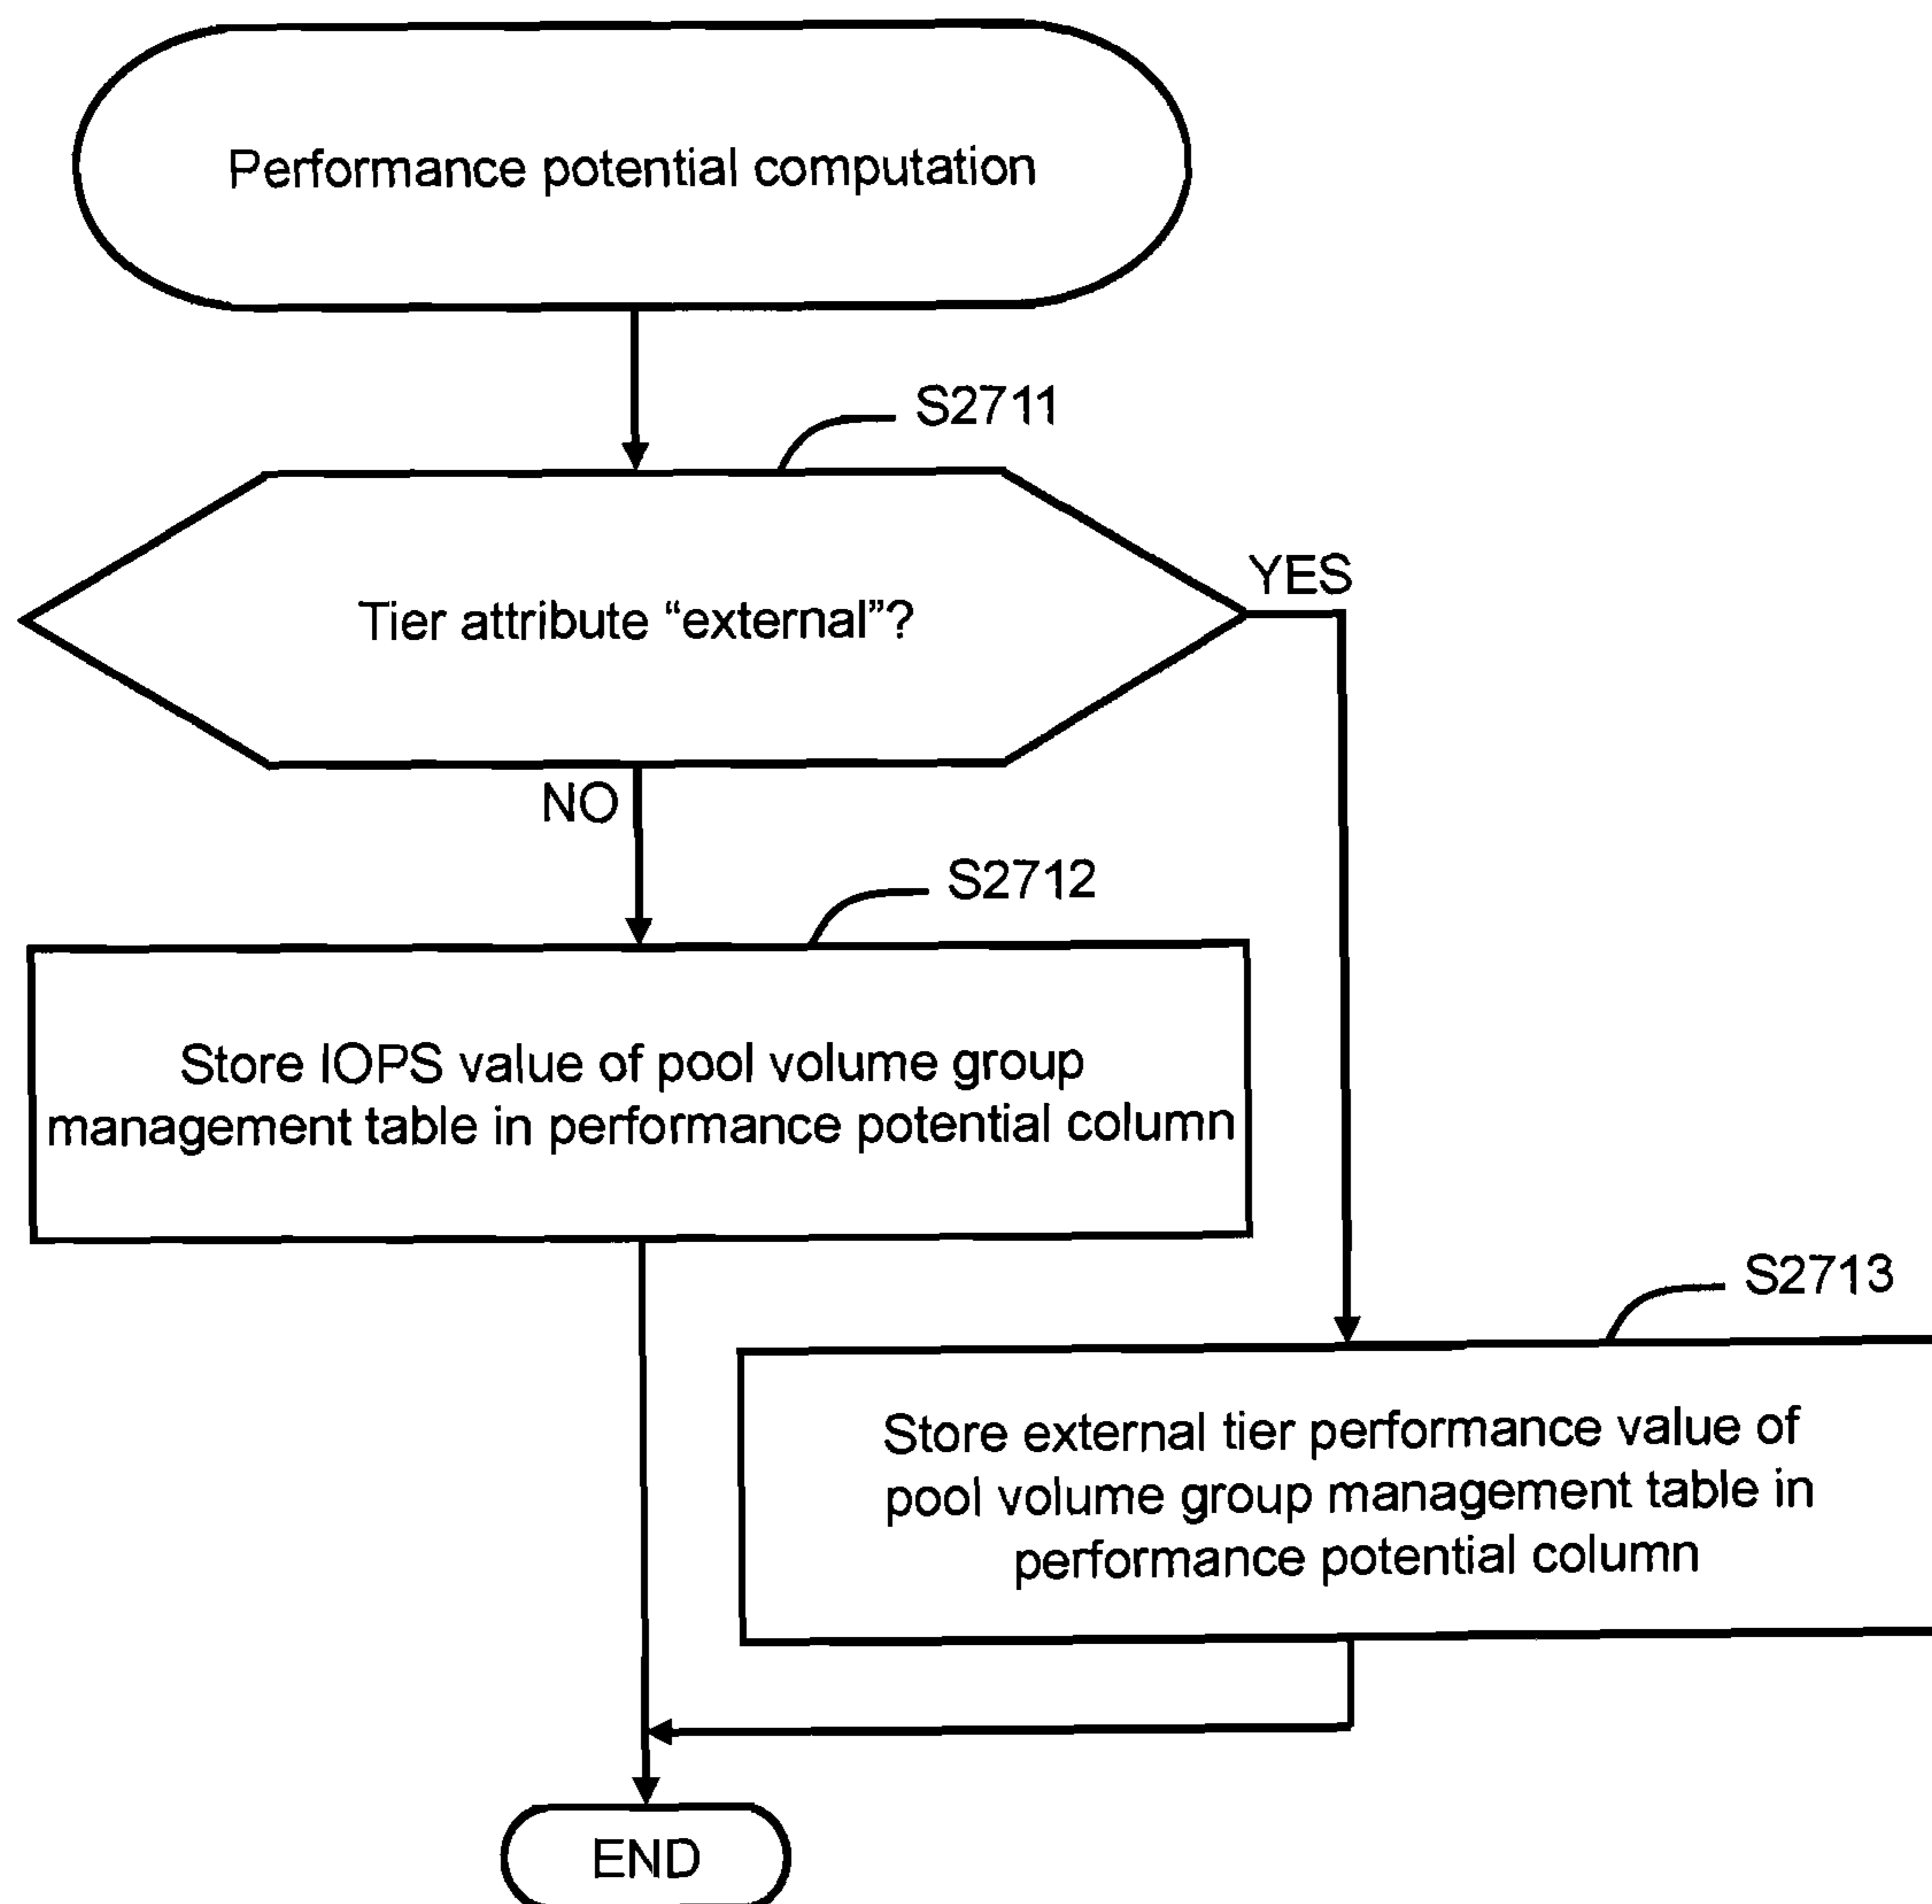 Performance potential computation
S2711
Tier attribute “external”?
YES
NO
S2712
Store IOPS value of pool volume group
management table in performance potential column
S2713
Store external tier performance value of
pool volume group management table in
performance potential column
END